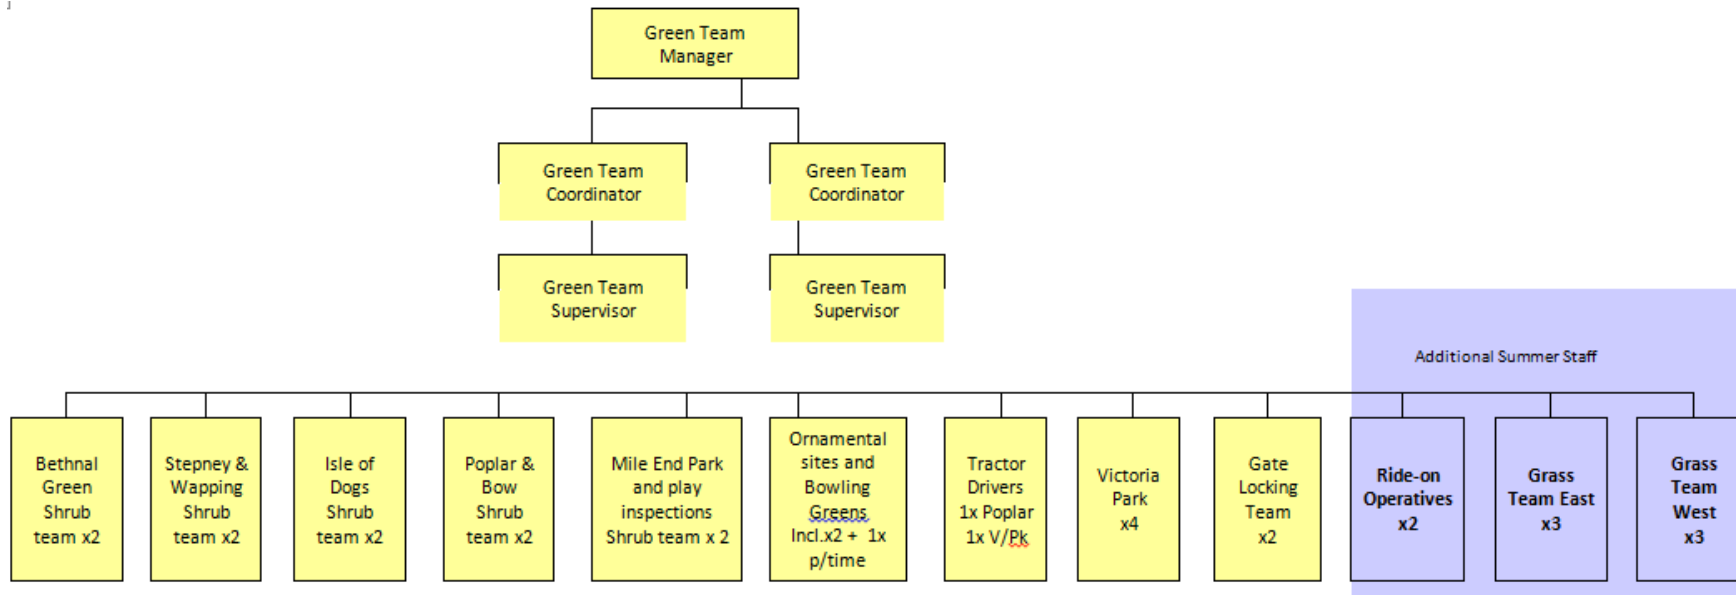 Green Team
Manager
Green Team
Coordinator
Green Team
Coordinator
Green Team
Supervisor
Green Team
Supervisor
Additional Summer Staff
Bethnal
Green
Shrub
team x2
Stepney &
Wapping
Shrub
team x2
Isle of
Dogs
Shrub
team x2
Poplar &
Bow
Shrub
team x2
Mile End Park
and play
inspections
Shrub team x 2
Ornamental
sites and
Bowling
Greens
Incl.x2 + 1x
p/time
Tractor
Drivers
1x Poplar
1x V/Pk
Victoria
Park
x4
Gate
Locking
Team
x2
Ride-on
Operatives
x2
Grass
Team East
x3
Grass
Team
West
x3